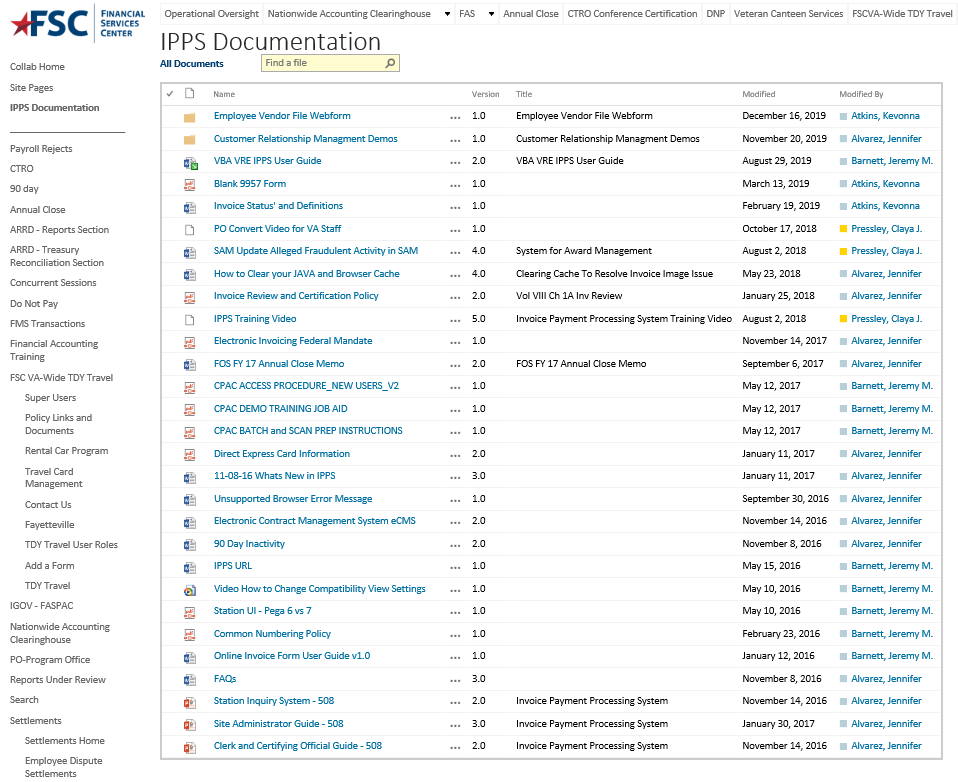 FSC FINANCIAL SERVICES CENTER
Operational Oversight Nationwide Accounting Clearinghouse FAS Annual Close CTRO Conference Certification DNP Veteran Canteen Services FSCVA-Wide TDY Travel
IPPS Documentation
All Documents Find a file
Collab Home
Site Pages
IPPS Documentation
Payroll Rejects
CTRO
90 day
Annual Close
ARRD - Reports Section
ARRD - Treasury
Reconciliation Section
Concurrent Sessions
Do Not Pay
FMS Transactions
Financial Accounting
Training
FSC VA-Wide TDY Travel
Super Users
Policy Links and
Documents
Rental Car Program
Travel Card
Management
Contact Us
Fayetteville
TDY Travel User Roles
Add a Form
TDY Travel
IGOV - FASPAC
Nationwide Accounting
Clearinghouse
PO-Program Office
Reports Under Review
Search
Settlements
Settlements Home
Employee Dispute
Settlements
Name Version Title Modified Modified By
Employee Vendor File Webform ... 1.0 Employee Vendor File Webform December 16, 2019 Atkins, Kevonna
Customer Relationship Managment Demos ... 1.0 Customer Relationship Managment Demos November 20, 2019 Alvarez, Jennifer
VBA VRE IPPS User Guide ... 2.0 VBA VRE IPPS User Guide August 29, 2019 Barnett, Jeremy M.
Blank 9957 Form ... 1.0 March 13, 2019 Atkins, Kevonna
Invoice Status' and Definitions ... 1.0 February 19, 2019 Atkins, Kevonna
PO Convert Video for VA Staff ... 1.0 October 17, 2018 Pressley, Claya J.
SAM Update Alleged Fraudulent Activity in SAM ... 4.0 System for Award Management August 2, 2018 Pressley, Claya J.
How to Clear your JAVA and Browser Cache ... 4.0 Clearing Cache To Resolve Invoice Image Issue May 23, 2018 Alvarez, Jennifer
Invoice Review and Certification Policy ... 2.0 Vol VIII Ch 1A Inv Review January 25, 2018 Alvarez, Jennifer
IPPS Training Video ... 5.0 Invoice Payment Processing System Training Video August 2, 2018 Pressley, Claya J.
Electronic Invoicing Federal Mandate ... 1.0 November 14, 2017 Alvarez, Jennifer
FOS FY 17 Annual Close Memo ... 2.0 FOS FY 17 Annual Close Memo September 6, 2017 Alvarez, Jennifer
CPAC ACCESS PROCEDURE_NEW USERS_V2 ... 1.0 May 12, 2017 Barnett, Jeremy M.
CPAC DEMO TRAINING JOB AID ... 1.0 May 12, 2017 Barnett, Jeremy M.
CPAC BATCH and SCAN PREP INSTRUCTIONS ... 1.0 May 12, 2017 Barnett, Jeremy M.
Direct Express Card Information ... 2.0 January 11, 2017 Alvarez, Jennifer
11-08-16 Whats New in IPPS ... 3.0 January 11, 2017 Alvarez, Jennifer
Unsupported Browser Error Message ... 1.0 September 30, 2016 Alvarez, Jennifer
Electronic Contract Management System eCMS ... 2.0 November 14, 2016 Alvarez, Jennifer
90 Day Inactivity ... 2.0 November 8, 2016 Alvarez, Jennifer
IPPS URL ... 1.0 May 15, 2016 Barnett, Jeremy M.
Video How to Change Compatibility View Settings ... 1.0 May 10, 2016 Barnett, Jeremy M.
Station UI - Pega 6 vs 7 ... 1.0 May 10, 2016 Barnett, Jeremy M.
Common Numbering Policy ... 1.0 February 23, 2016 Barnett, Jeremy M.
Online Invoice Form User Guide v1.0 ... 1.0 January 12, 2016 Barnett, Jeremy M.
FAQs ... 3.0 November 8, 2016 Alvarez, Jennifer
Station Inquiry System - 508 ... 2.0 Invoice Payment Processing System November 14, 2016 Alvarez, Jennifer
Site Administrator Guide - 508 ... 3.0 Invoice Payment Processing System January 30, 2017 Alvarez, Jennifer
Clerk and Certifying Official Guide - 508 ... 2.0 Invoice Payment Processing System November 14, 2016 Alvarez, Jennifer